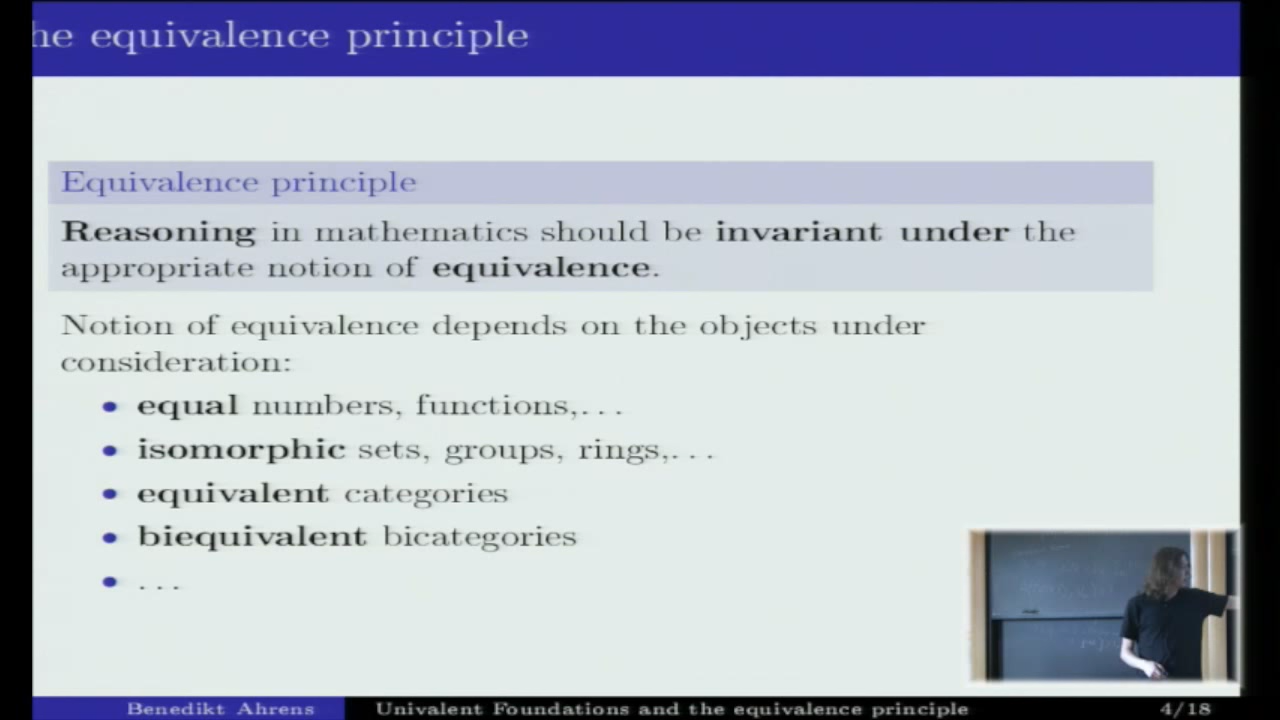 he equivalence principle
Equivalence principle
Reasoning in mathematics should be invariant under the
appropriate notion of equivalence.
Notion of equivalence depends on the objects under
consideration:
• equal numbers, functions,...
• isomorphic sets, groups, rings,...
• equivalent categories
• biequivalent bicategories
• ...
Benedikt Ahrens
Univalent Foundations and the equivalence principle
4/18